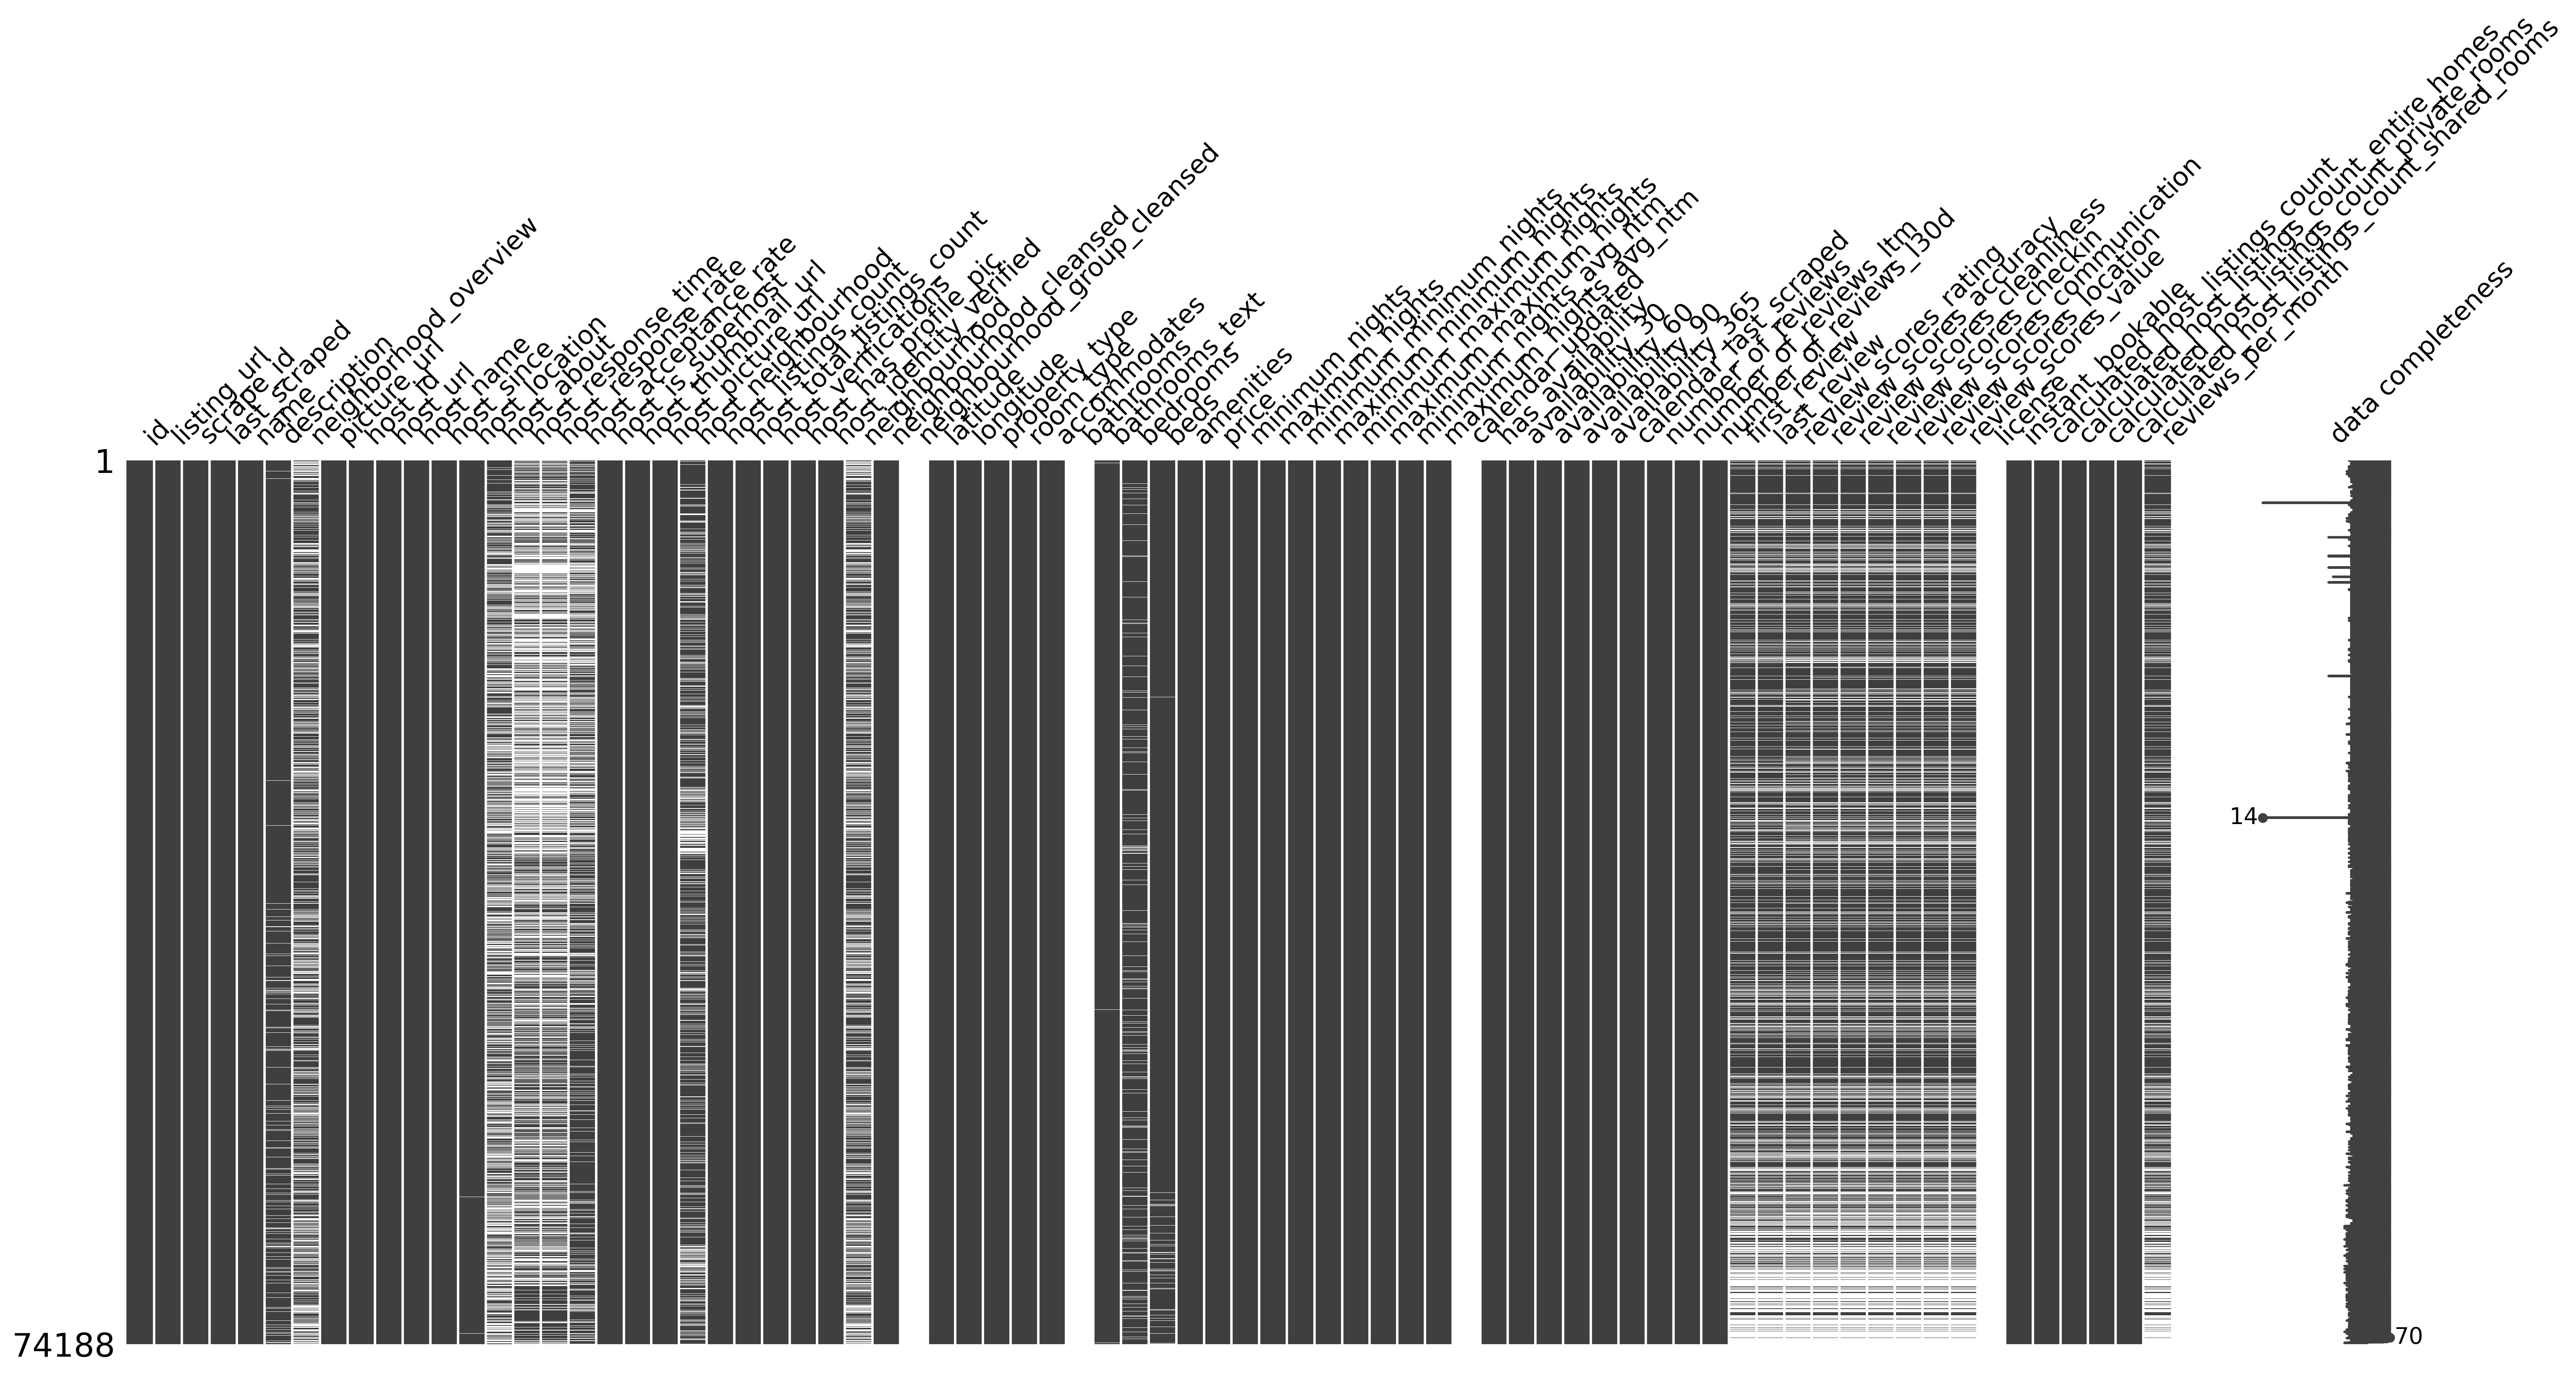 id
listing_url
scrape_id
last_scraped
name
description
neighborhood_overview
picture_url
host_id
host_url
host_name
host_since
host_location
host_about
host_response_time
host_response_rate
host_acceptance_rate
host_is_superhost
host_thumbnail_url
host_picture_url
host_neighbourhood
host_listings_count
host_total_listings_count
host_verifications
host_has_profile_pic
host_identity_verified
neighbourhood
neighbourhood_cleansed
neighbourhood_group_cleansed
latitude
longitude
property_type
room_type
accommodates
bathrooms
bathrooms_text
bedrooms
beds
amenities
price
minimum_nights
maximum_nights
minimum_minimum_nights
maximum_minimum_nights
minimum_maximum_nights
maximum_maximum_nights
minimum_nights_avg_ntm
maximum_nights_avg_ntm
calendar_updated
has_availability
availability_30
availability_60
availability_90
availability_365
calendar_last_scraped
number_of_reviews
number_of_reviews_ltm
number_of_reviews_l30d
first_review
last_review
review_scores_rating
review_scores_accuracy
review_scores_cleanliness
review_scores_checkin
review_scores_communication
review_scores_location
review_scores_value
license
instant_bookable
calculated_host_listings_count
calculated_host_listings_count_entire_homes
calculated_host_listings_count_private_rooms
calculated_host_listings_count_shared_rooms
reviews_per_month
data completeness
1
14
70
74188